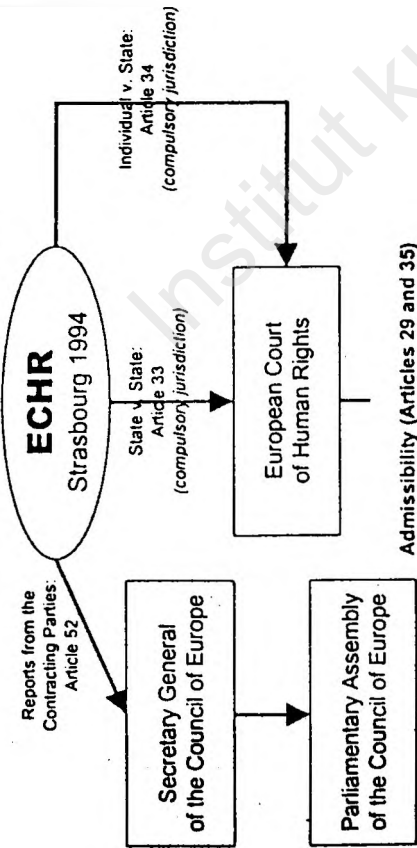 ECHR
Strasbourg 1994
Reports from the
Contracting Parties:
Article 52
State v. State:
Article 33
(compulsory jurisdiction)
Individual v. State:
Article 34
(compulsory jurisdiction)
Secretary General
of the Council of Europe
European Court
of Human Rights
Parliamentary Assembly
of the Council of Europe
Admissibility (Articles 29 and 35)
Institut